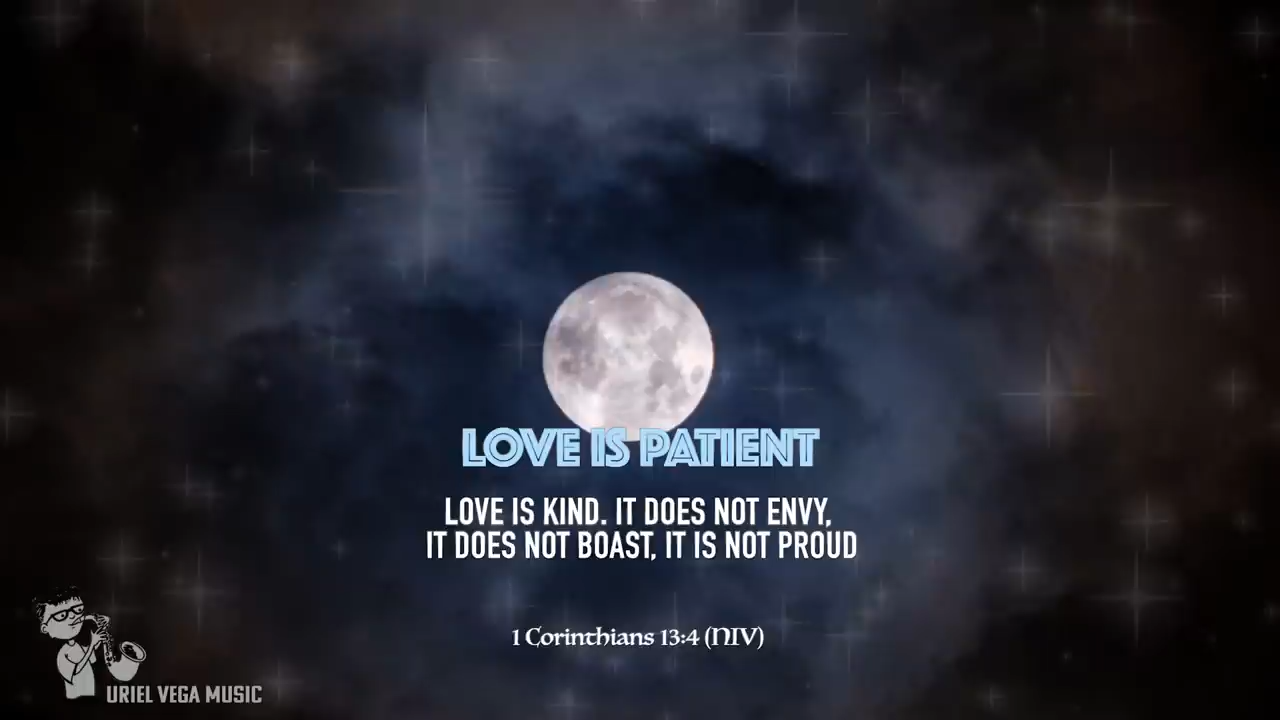 LOVE IS PATIENT
LOVE IS KIND. IT DOES NOT ENVY,
IT DOES NOT BOAST, IT IS NOT PROUD
1 Corinthians 13:4 (NIV)
URIEL VEGA MUSIC